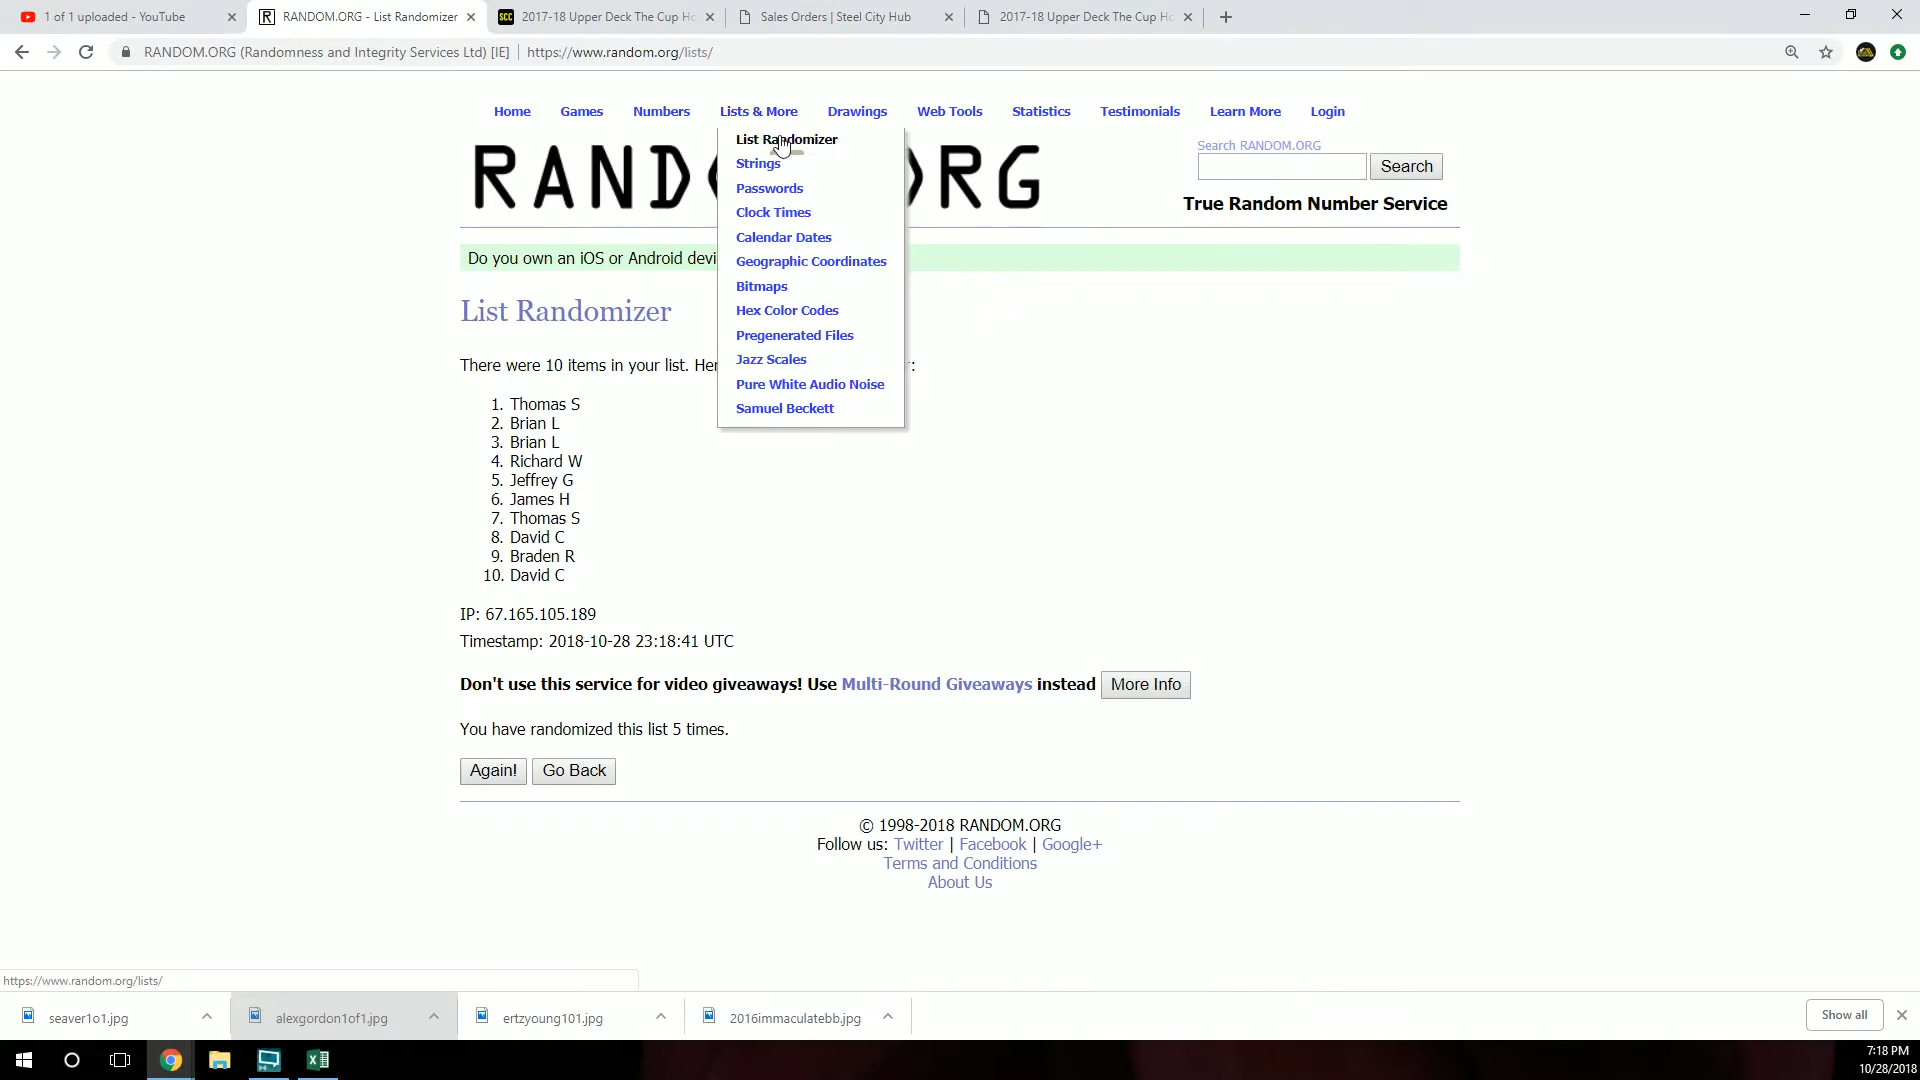 1 of 1 uploaded - YouTube
RANDOM.ORG - List Randomizer
2017-18 Upper Deck The Cup Ho
Sales Orders | Steel City Hub
2017-18 Upper Deck The Cup Ho
RANDOM.ORG (Randomness and Integrity Services Ltd) [IE] | https://www.random.org/lists/
Home Games Numbers Lists & More Drawings Web Tools Statistics Testimonials Learn More Login
List Randomizer
Strings
Passwords
Clock Times
Calendar Dates
Geographic Coordinates
Bitmaps
Hex Color Codes
Pregenerated Files
Jazz Scales
Pure White Audio Noise
Samuel Beckett
RAND RG
Search RANDOM.ORG
Search
True Random Number Service
Do you own an iOS or Android devi
List Randomizer
There were 10 items in your list. Her :
1. Thomas S
2. Brian L
3. Brian L
4. Richard W
5. Jeffrey G
6. James H
7. Thomas S
8. David C
9. Braden R
10. David C
IP: 67.165.105.189
Timestamp: 2018-10-28 23:18:41 UTC
Don't use this service for video giveaways! Use Multi-Round Giveaways instead More Info
You have randomized this list 5 times.
Again! Go Back
© 1998-2018 RANDOM.ORG
Follow us: Twitter | Facebook | Google+
Terms and Conditions
About Us
https://www.random.org/lists/
seaver1o1.jpg
alexgordon1of1.jpg
ertzyoung101.jpg
2016immaculatebb.jpg
Show all
7:18 PM
10/28/2018